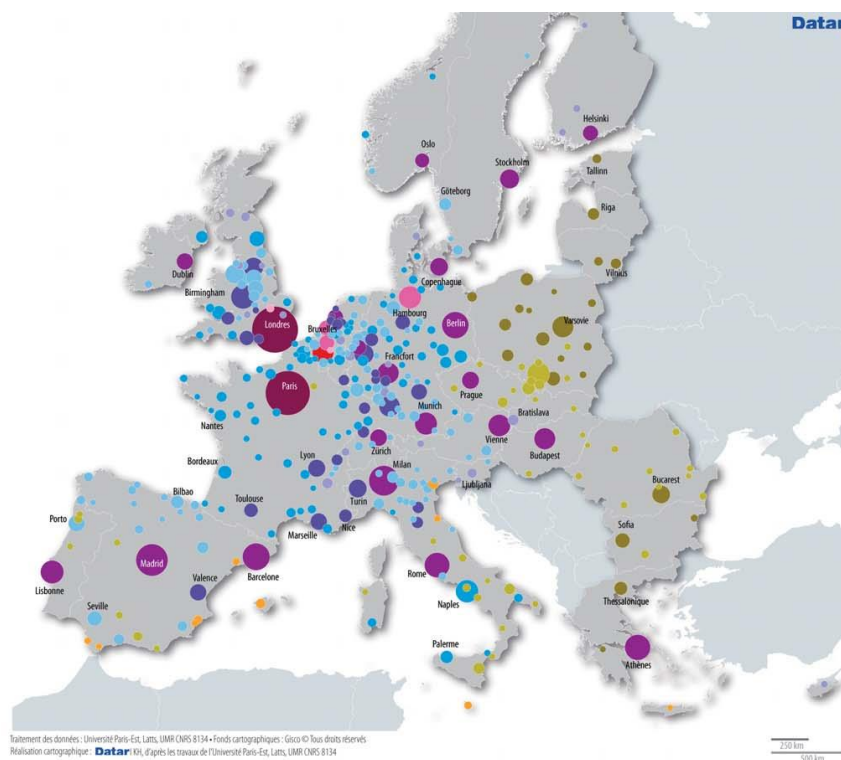 Datar
Helsinki
Oslo
Stockholm
Tallinn
Göteborg
Riga
Dublin
Copenhague
Vilnius
Birmingham
Hambourg
Londres
Bruxelles
Berlin
Varsovie
Francfort
Paris
Prague
Munich
Bratislava
Nantes
Vienne
Zürich
Budapest
Bordeaux
Lyon
Milan
Ljubljana
Bilbao
Toulouse
Turin
Bucarest
Porto
Marseille
Nice
Sofia
Madrid
Barcelone
Rome
Lisbonne
Valence
Naples
Thessalonique
Séville
Palerme
Athènes
Traitement des données : Université Paris-Est, Latts, UMR CNRS 8134 • Fonds cartographiques : Gisco © Tous droits réservés
Réalisation cartographique : Datar I KH, d'après les travaux de l'Université Paris-Est, Latts, UMR CNRS 8134
250 km
500 km